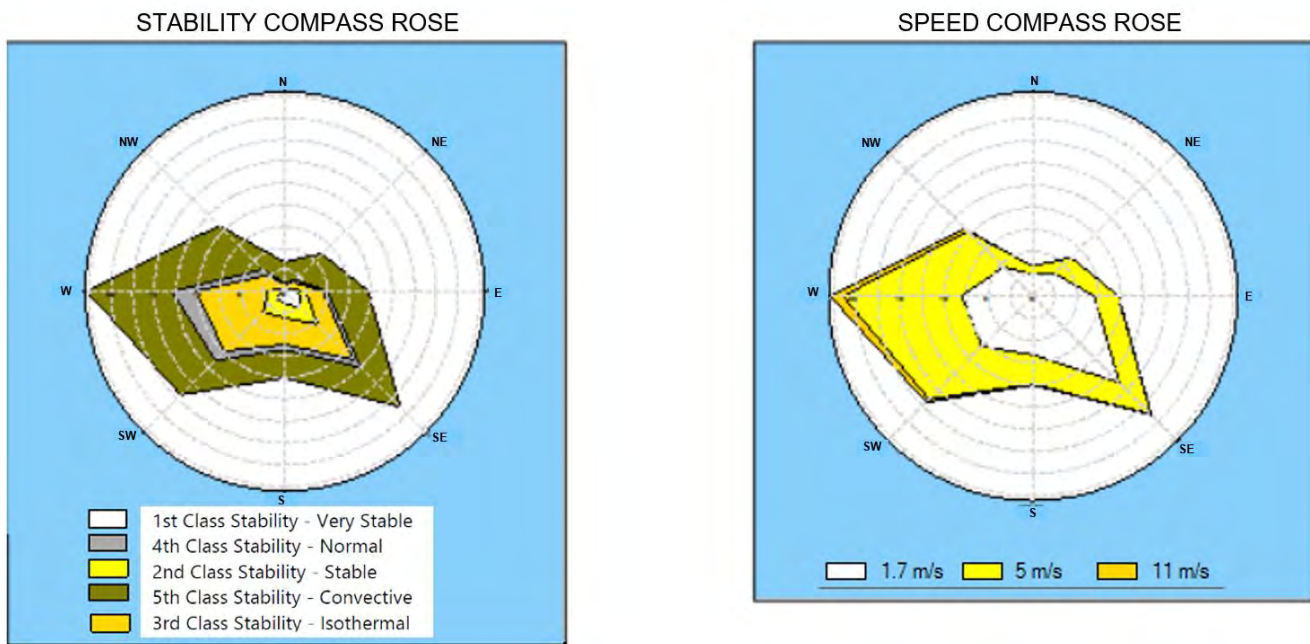 STABILITY COMPASS ROSE
N
NW
NE
W
E
SW
SE
S
1st Class Stability - Very Stable
4th Class Stability - Normal
2nd Class Stability - Stable
5th Class Stability - Convective
3rd Class Stability - Isothermal
SPEED COMPASS ROSE
N
NW
NE
W
E
SW
SE
S
1.7 m/s 5 m/s 11 m/s